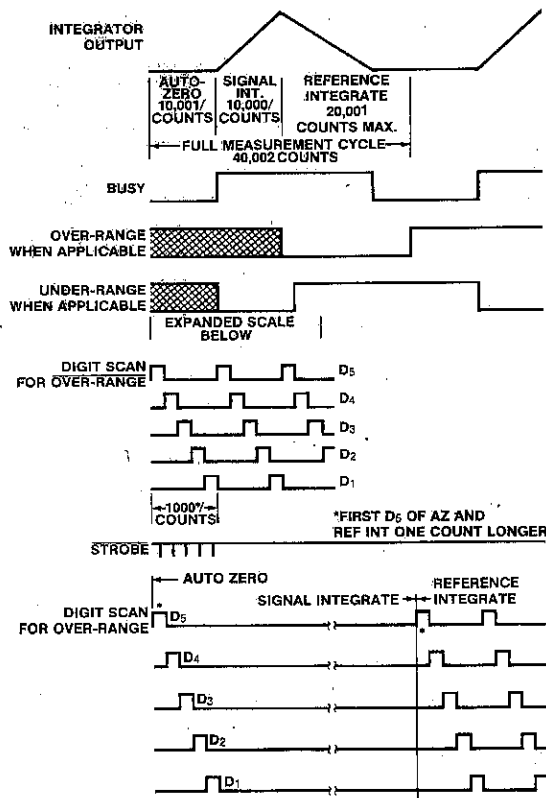 INTEGRATOR
OUTPUT
AUTO-
ZERO
10,001/
COUNTS
SIGNAL
INT.
10,000/
COUNTS
REFERENCE
INTEGRATE
20,001
COUNTS MAX.
FULL MEASUREMENT CYCLE
40,002 COUNTS
BUSY
OVER-RANGE
WHEN APPLICABLE
UNDER-RANGE
WHEN APPLICABLE
EXPANDED SCALE
BELOW
DIGIT SCAN
FOR OVER-RANGE
D5
D4
D3
D2
D1
1000*/
COUNTS
*FIRST D5 OF AZ AND
REF INT ONE COUNT LONGER
STROBE
AUTO ZERO
SIGNAL INTEGRATE
REFERENCE
INTEGRATE
DIGIT SCAN
FOR OVER-RANGE
* D5
*
D4
D3
D2
D1